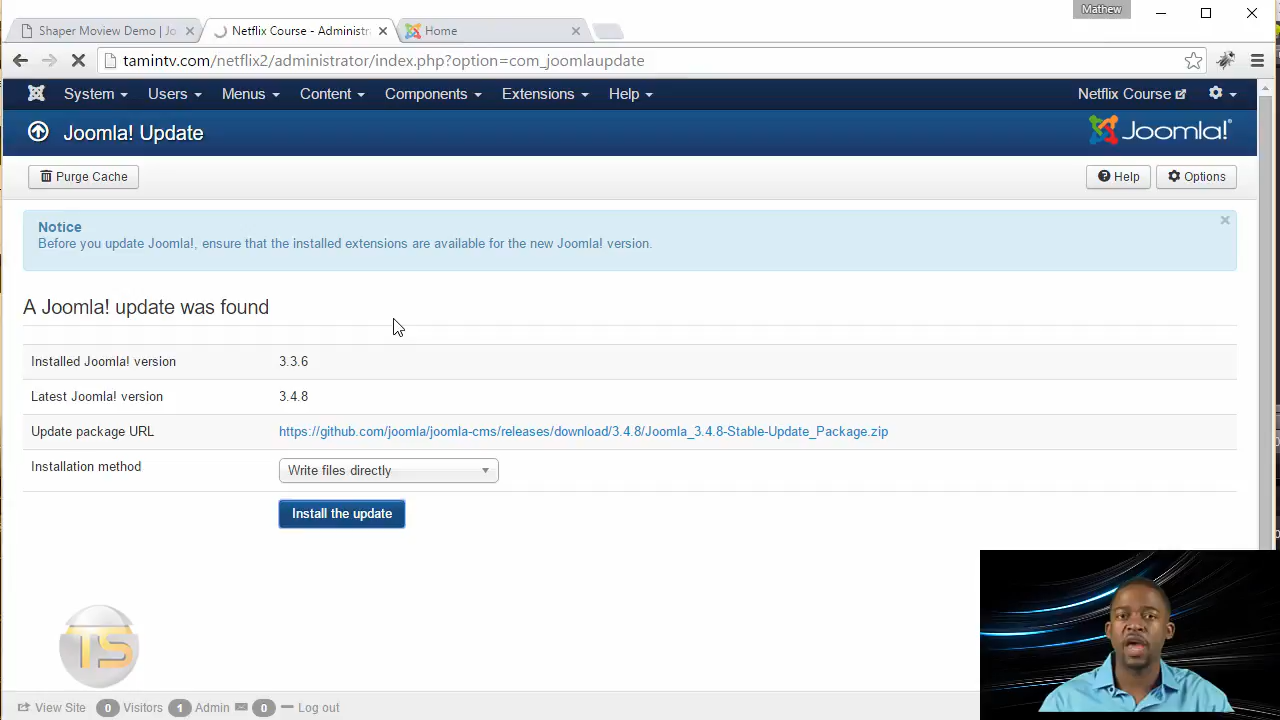 Mathew
Shaper Moview Demo | Jo
Netflix Course - Administr
Home
tamintv.com/netflix2/administrator/index.php?option=com_joomlaupdate
System Users Menus Content Components Extensions Help Netflix Course
Joomla! Update
Joomla!
Purge Cache Help Options
Notice
Before you update Joomla!, ensure that the installed extensions are available for the new Joomla! version.
A Joomla! update was found
Installed Joomla! version 3.3.6
Latest Joomla! version 3.4.8
Update package URL https://github.com/joomla/joomla-cms/releases/download/3.4.8/Joomla_3.4.8-Stable-Update_Package.zip
Installation method Write files directly
Install the update
TS
View Site 0 Visitors 1 Admin 0 Log out